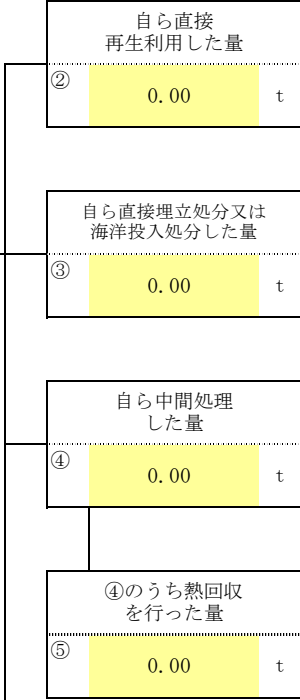 自ら直接
再生利用した量
②
0.00 t
自ら直接埋立処分又は
海洋投入処分した量
③
0.00 t
自ら中間処理
した量
④
0.00 t
④のうち熱回収
を行った量
⑤
0.00 t